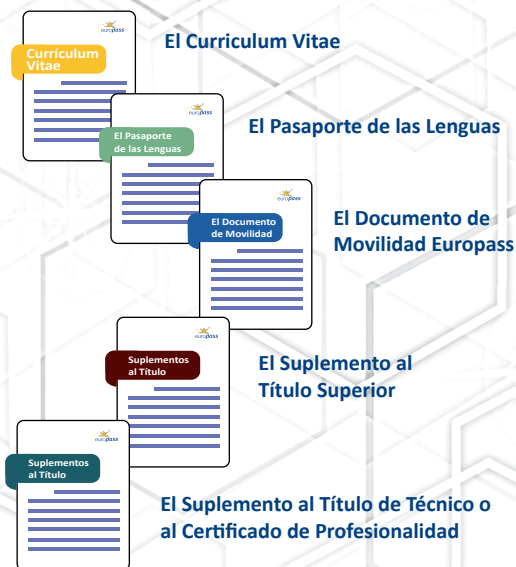 europass
Currículum
Vitae
El Curriculum Vitae
europass
El Pasaporte
de las Lenguas
El Pasaporte de las Lenguas
europass
El Documento
de Movilidad
El Documento de
Movilidad Europass
europass
Suplementos
al Título
El Suplemento al
Título Superior
europass
Suplementos
al Título
El Suplemento al Título de Técnico o
al Certificado de Profesionalidad